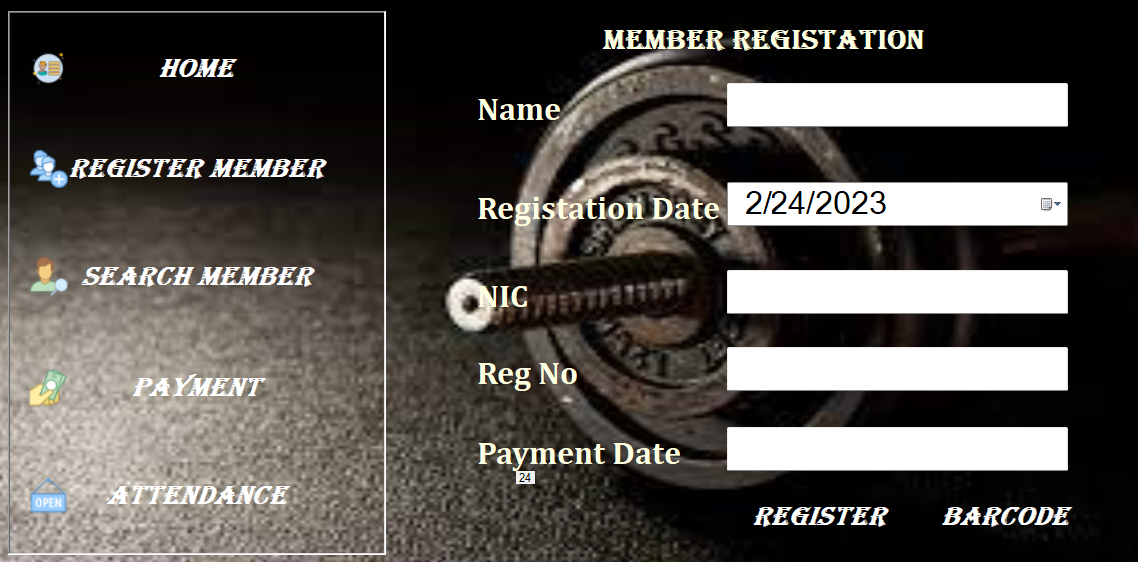 HOME
REGISTER MEMBER
SEARCH MEMBER
PAYMENT
OPEN
ATTENDANCE
MEMBER REGISTATION
Name
Registation Date
2/24/2023
NIC
Reg No
Payment Date
24
REGISTER
BARCODE